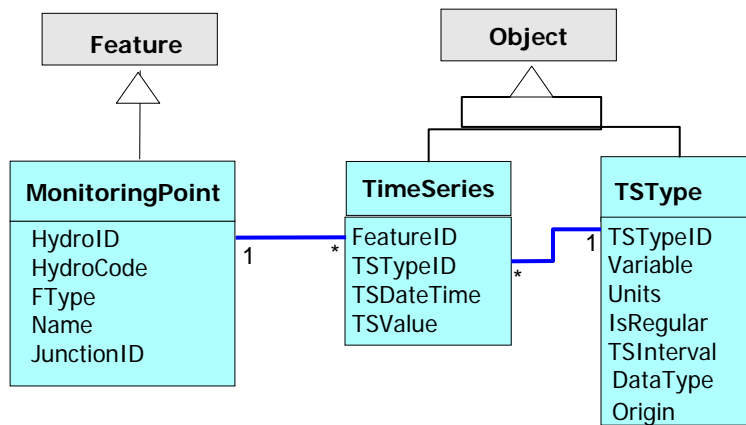 Feature
Object
MonitoringPoint
HydroID
HydroCode
FType
Name
JunctionID
1
*
TimeSeries
FeatureID
TSTypeID
TSDateTime
TSValue
*
1
TSType
TSTypeID
Variable
Units
IsRegular
TSInterval
DataType
Origin